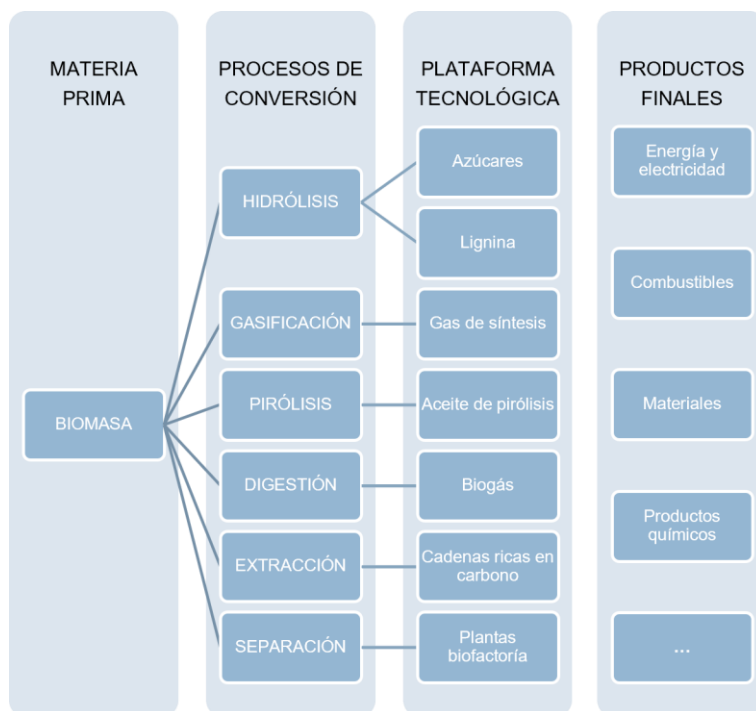 MATERIA
PRIMA
BIOMASA
PROCESOS DE
CONVERSIÓN
HIDRÓLISIS
GASIFICACIÓN
PIRÓLISIS
DIGESTIÓN
EXTRACCIÓN
SEPARACIÓN
PLATAFORMA
TECNOLÓGICA
Azúcares
Lignina
Gas de síntesis
Aceite de pirólisis
Biogás
Cadenas ricas en
carbono
Plantas
biofactoría
PRODUCTOS
FINALES
Energía y
electricidad
Combustibles
Materiales
Productos
químicos
...